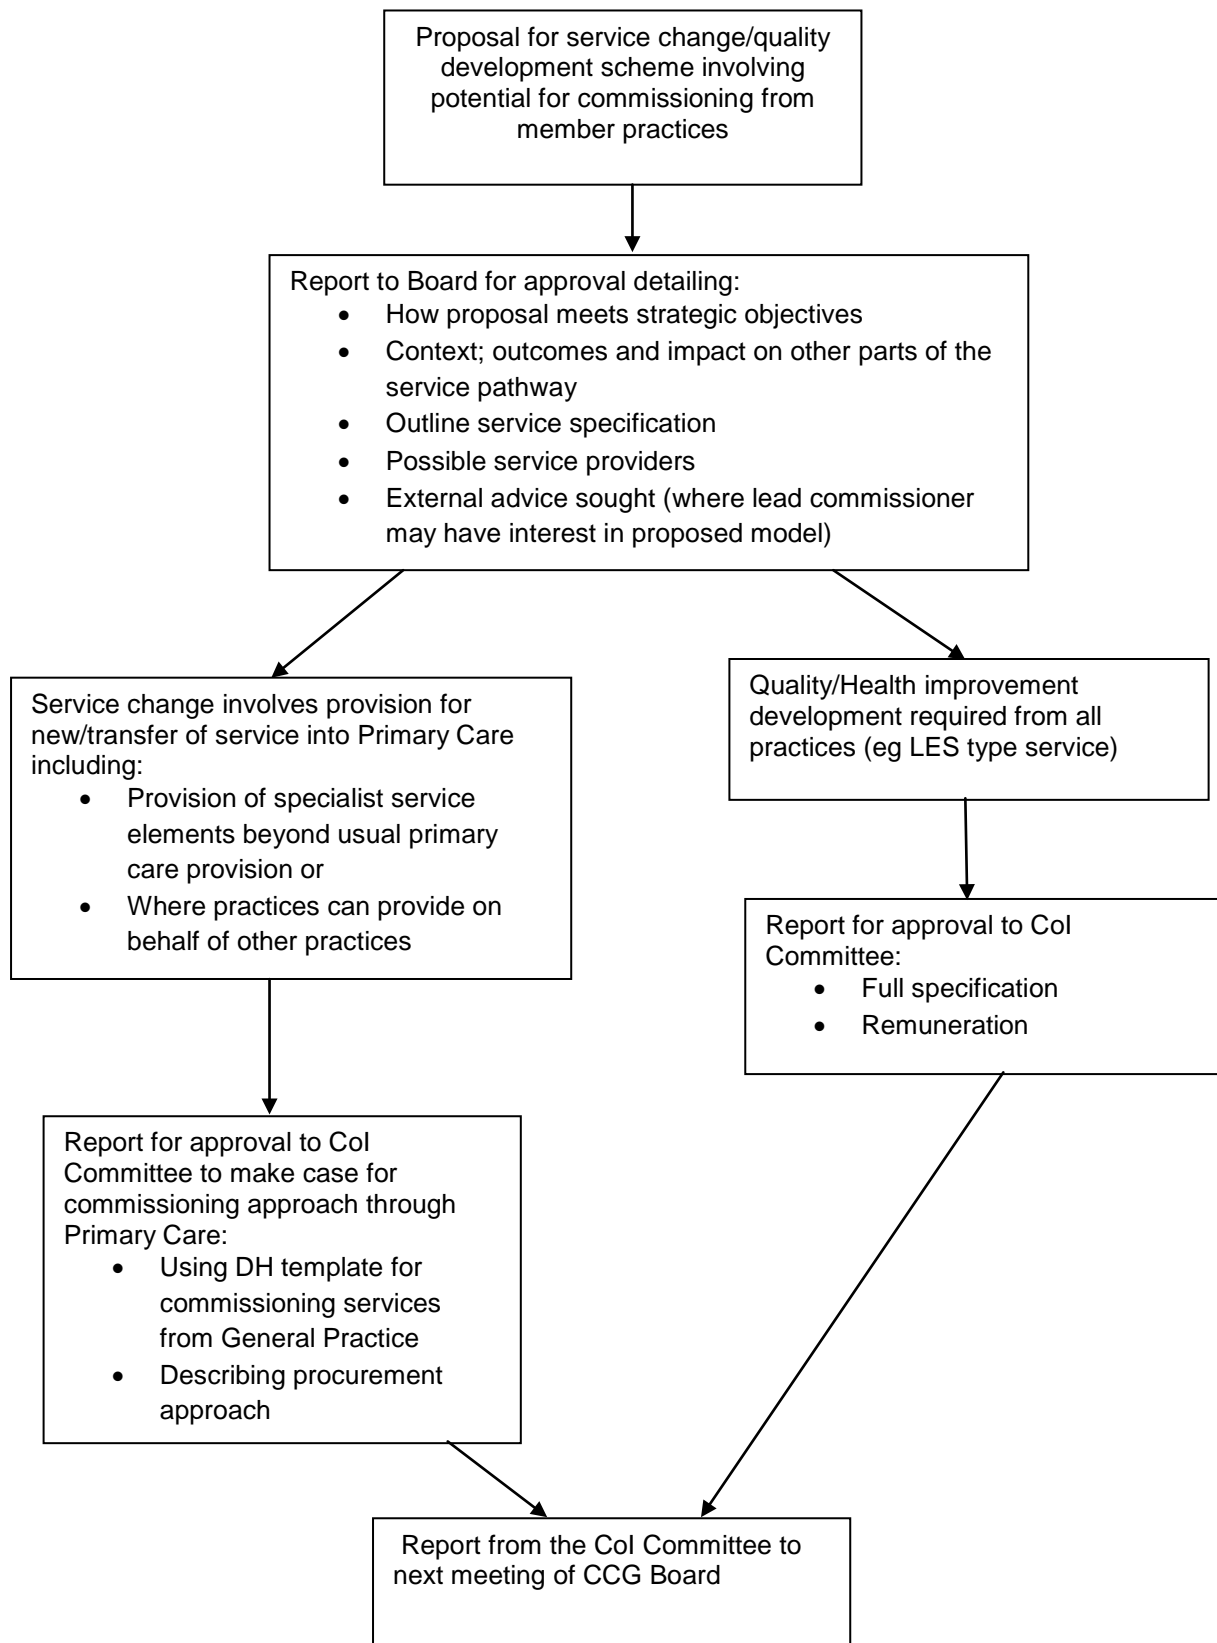 Proposal for service change/quality
development scheme involving
potential for commissioning from
member practices
Report to Board for approval detailing:
• How proposal meets strategic objectives
• Context; outcomes and impact on other parts of the
service pathway
• Outline service specification
• Possible service providers
• External advice sought (where lead commissioner
may have interest in proposed model)
Service change involves provision for
new/transfer of service into Primary Care
including:
• Provision of specialist service
elements beyond usual primary
care provision or
• Where practices can provide on
behalf of other practices
Quality/Health improvement
development required from all
practices (eg LES type service)
Report for approval to CoI
Committee:
• Full specification
• Remuneration
Report for approval to CoI
Committee to make case for
commissioning approach through
Primary Care:
• Using DH template for
commissioning services
from General Practice
• Describing procurement
approach
Report from the CoI Committee to
next meeting of CCG Board